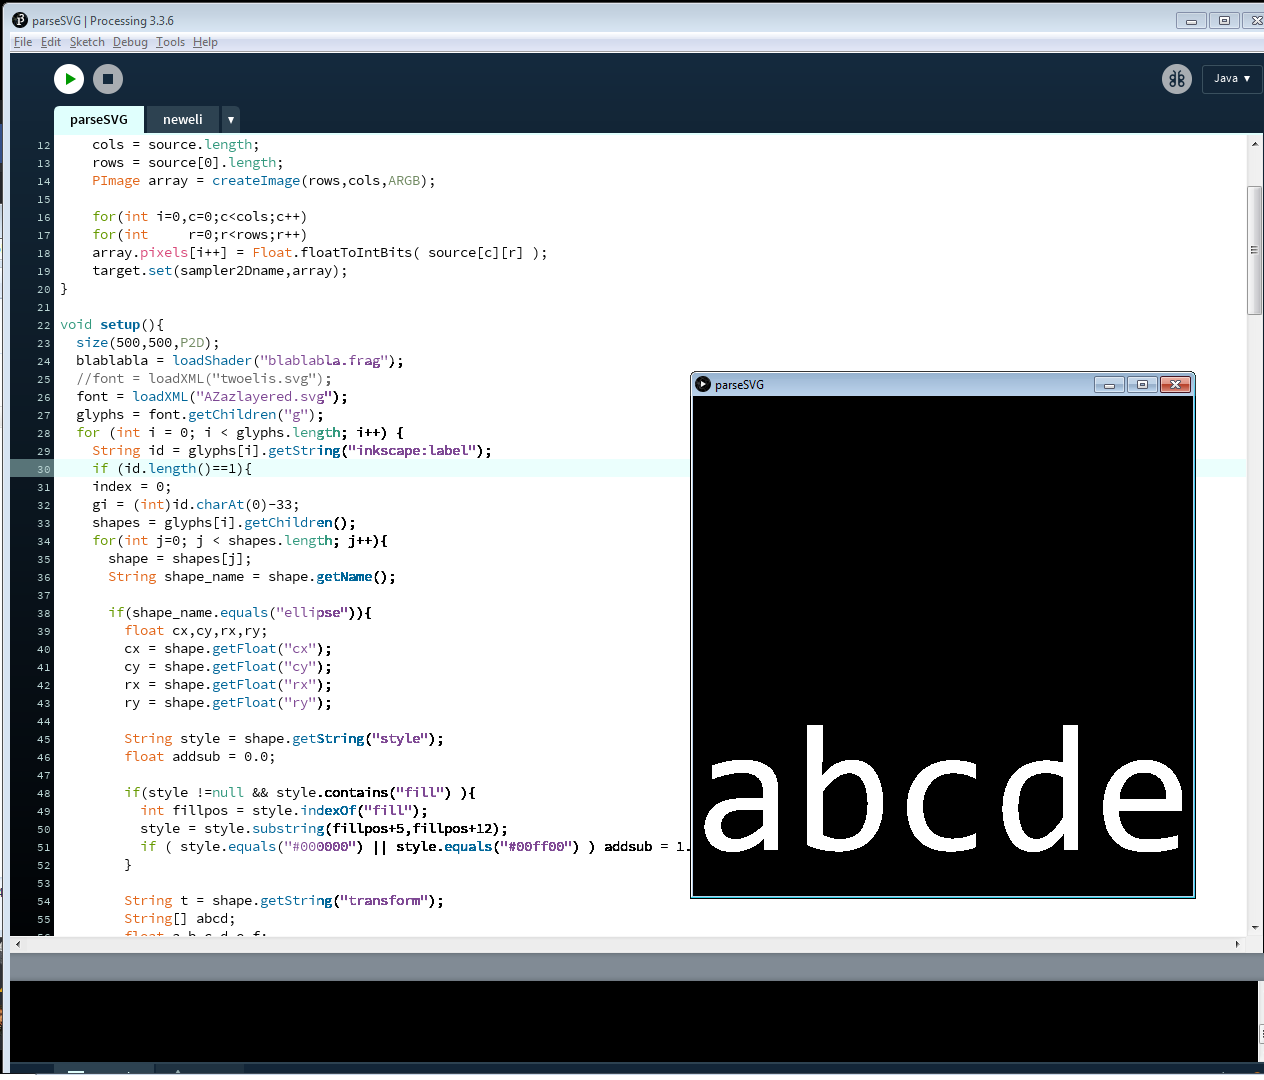 parseSVG | Processing 3.3.6
File Edit Sketch Debug Tools Help
Java ▼
parseSVG neweli ▼
12     cols = source.length;
13     rows = source[0].length;
14     PImage array = createImage(rows,cols,ARGB);
15
16     for(int i=0,c=0;c<cols;c++)
17     for(int     r=0;r<rows;r++)
18     array.pixels[i++] = Float.floatToIntBits( source[c][r] );
19     target.set(sampler2Dname,array);
20 }
21
22 void setup(){
23   size(500,500,P2D);
24   blablabla = loadShader("blablabla.frag");
25   //font = loadXML("twoelis.svg");
26   font = loadXML("AZazlayered.svg");
27   glyphs = font.getChildren("g");
28   for (int i = 0; i < glyphs.length; i++) {
29     String id = glyphs[i].getString("inkscape:label");
30     if (id.length()==1){
31     index = 0;
32     gi = (int)id.charAt(0)-33;
33     shapes = glyphs[i].getChildren();
34     for(int j=0; j < shapes.length; j++){
35       shape = shapes[j];
36       String shape_name = shape.getName();
37
38       if(shape_name.equals("ellipse")){
39         float cx,cy,rx,ry;
40         cx = shape.getFloat("cx");
41         cy = shape.getFloat("cy");
42         rx = shape.getFloat("rx");
43         ry = shape.getFloat("ry");
44
45         String style = shape.getString("style");
46         float addsub = 0.0;
47
48         if(style !=null && style.contains("fill") ){
49           int fillpos = style.indexOf("fill");
50           style = style.substring(fillpos+5,fillpos+12);
51           if ( style.equals("#000000") || style.equals("#00ff00") ) addsub = 1.
52         }
53
54         String t = shape.getString("transform");
55         String[] abcd;
parseSVG
abcde